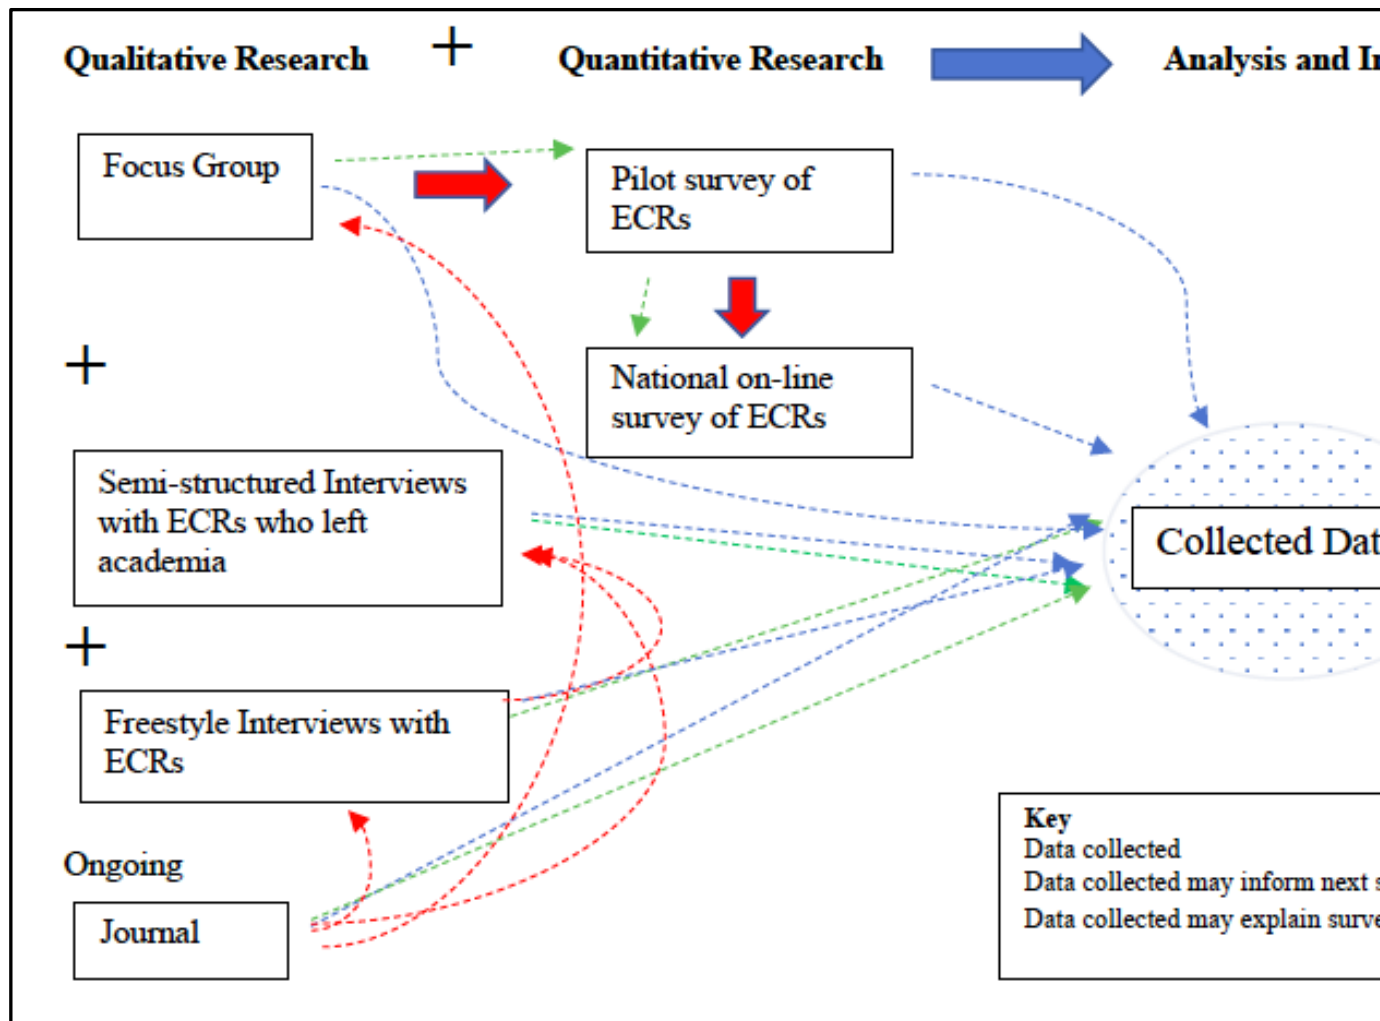 Qualitative Research + Quantitative Research Analysis and In
Focus Group
Pilot survey of
ECRs
+
National on-line
survey of ECRs
Semi-structured Interviews
with ECRs who left
academia
Collected Dat
+
Freestyle Interviews with
ECRs
Ongoing
Journal
Key
Data collected
Data collected may inform next s
Data collected may explain surve